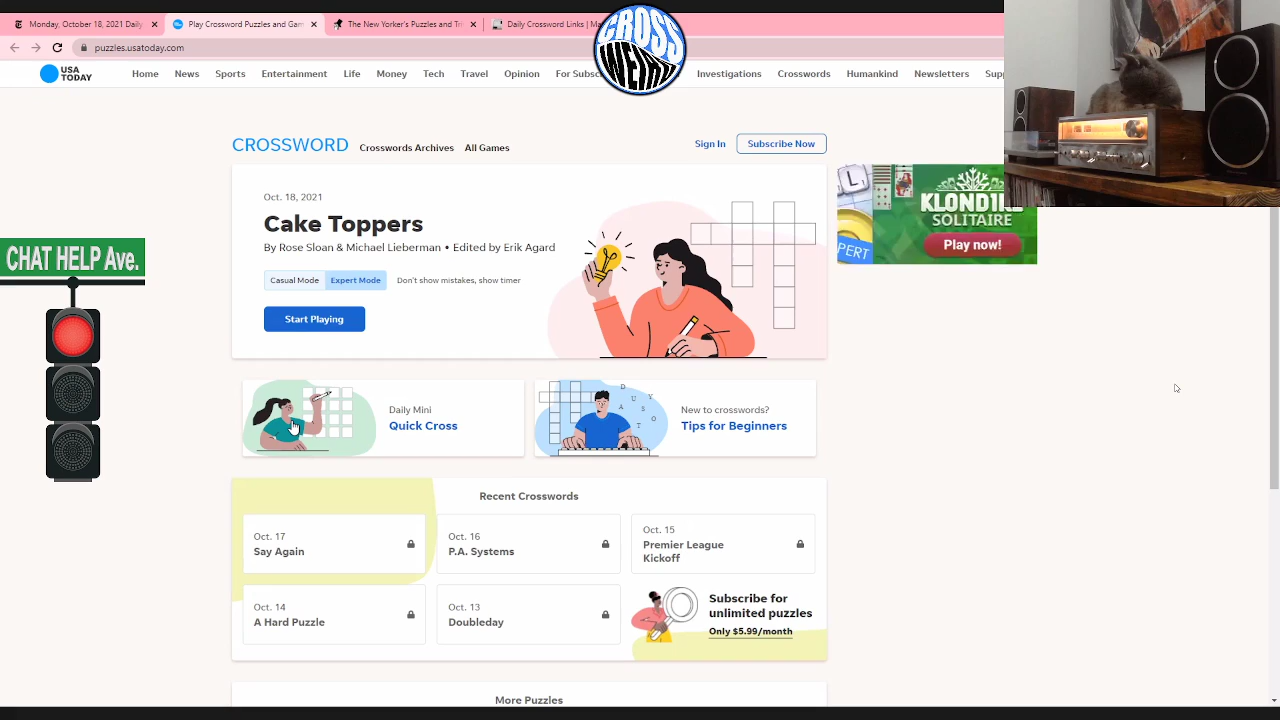 Monday, October 18, 2021 Daily
Play Crossword Puzzles and Gam
The New Yorker's Puzzles and Tri
Daily Crossword Links | Ma
puzzles.usatoday.com
CROSS
WEIRD
USA
TODAY
Home
News
Sports
Entertainment
Life
Money
Tech
Travel
Opinion
For Subsc
Investigations
Crosswords
Humankind
Newsletters
Supp
CROSSWORD
Crosswords Archives
All Games
Sign In
Subscribe Now
Oct. 18, 2021
Cake Toppers
By Rose Sloan & Michael Lieberman • Edited by Erik Agard
Casual Mode
Expert Mode
Don't show mistakes, show timer
Start Playing
L
PERT
KLONDIK
SOLITAIRE
Play now!
CHAT HELP Ave.
Daily Mini
Quick Cross
D
U
Y
A
S
O
T
New to crosswords?
Tips for Beginners
Recent Crosswords
Oct. 17
Say Again
Oct. 16
P.A. Systems
Oct. 15
Premier League
Kickoff
Oct. 14
A Hard Puzzle
Oct. 13
Doubleday
Subscribe for
unlimited puzzles
Only $5.99/month
More Puzzles